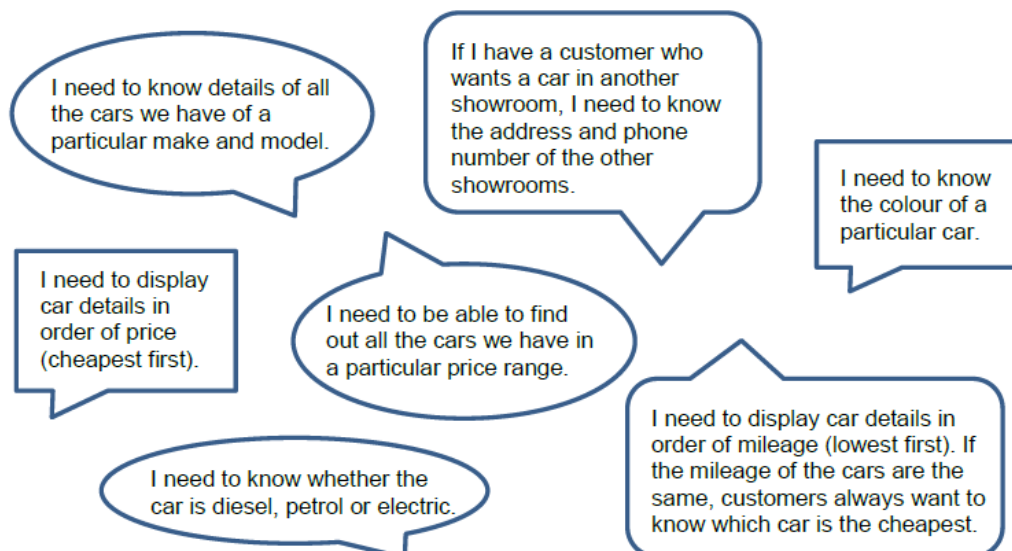 I need to know details of all
the cars we have of a
particular make and model.
If I have a customer who
wants a car in another
showroom, I need to know
the address and phone
number of the other
showrooms.
I need to know
the colour of a
particular car.
I need to display
car details in
order of price
(cheapest first).
I need to be able to find
out all the cars we have in
a particular price range.
I need to display car details in
order of mileage (lowest first). If
the mileage of the cars are the
same, customers always want to
know which car is the cheapest.
I need to know whether the
car is diesel, petrol or electric.